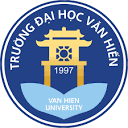 TRƯỜNG ĐẠI HỌC VĂN HIẾN
1997
VAN HIEN
UNIVERSITY